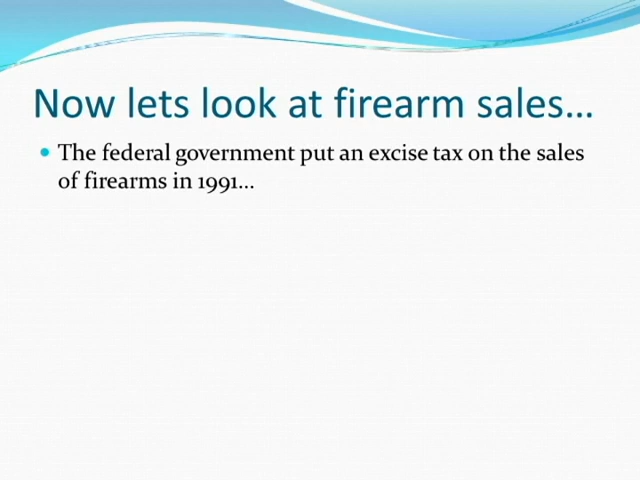 Now lets look at firearm sales…
The federal government put an excise tax on the sales
of firearms in 1991…